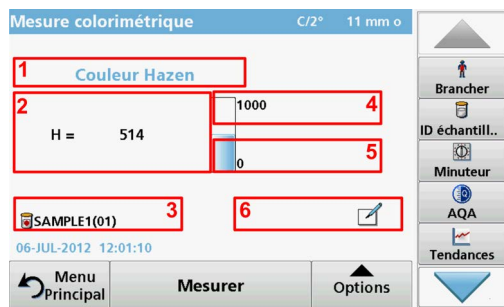 Mesure colorimétrique C/2° 11 mm o
1 Couleur Hazen
2
H = 514
1000 4
5
0
Brancher
ID échantill..
Minuteur
AQA
Tendances
SAMPLE1(01) 3
6
06-JUL-2012 12:01:10
Menu Principal
Mesurer
Options